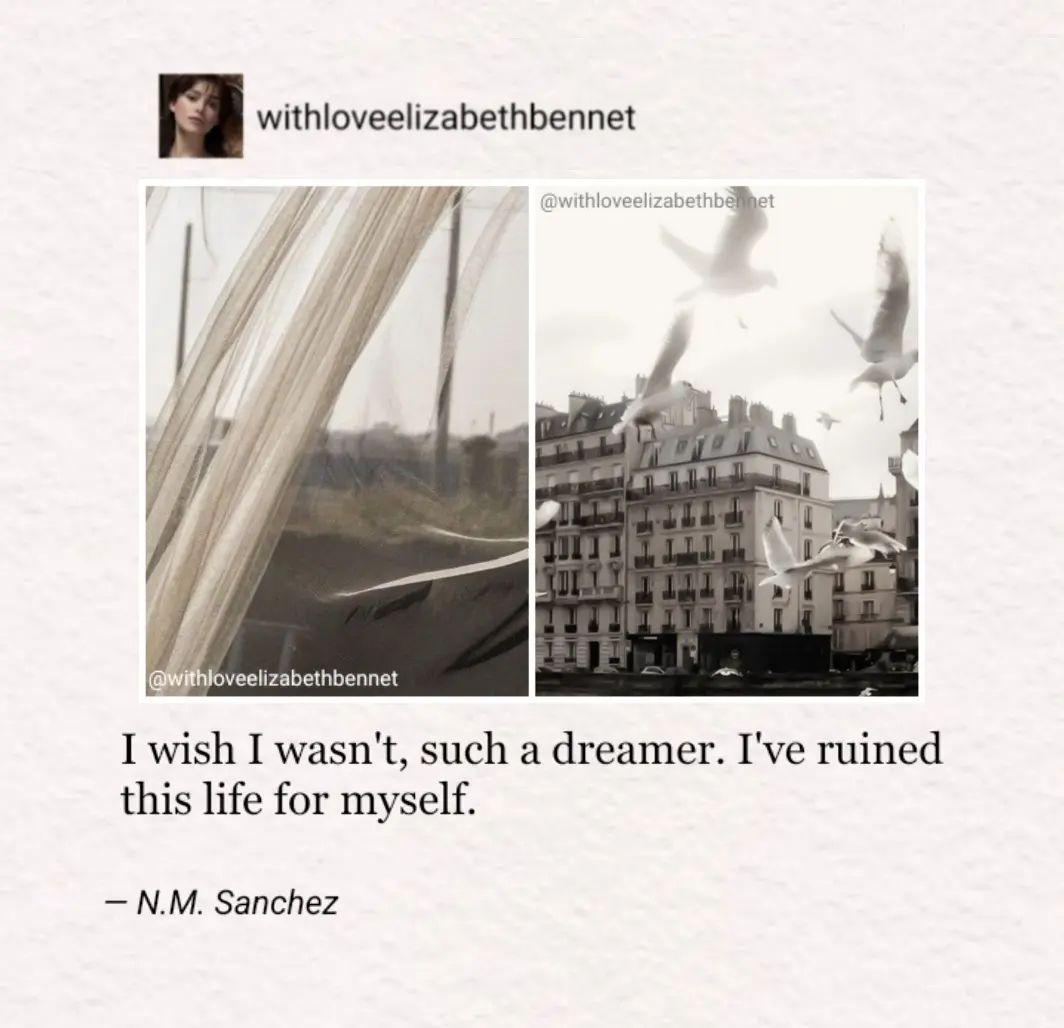 withloveelizabethbennet
@withloveelizabethbennet
@withloveelizabethbennet
I wish I wasn't, such a dreamer. I've ruined
this life for myself.
– N.M. Sanchez